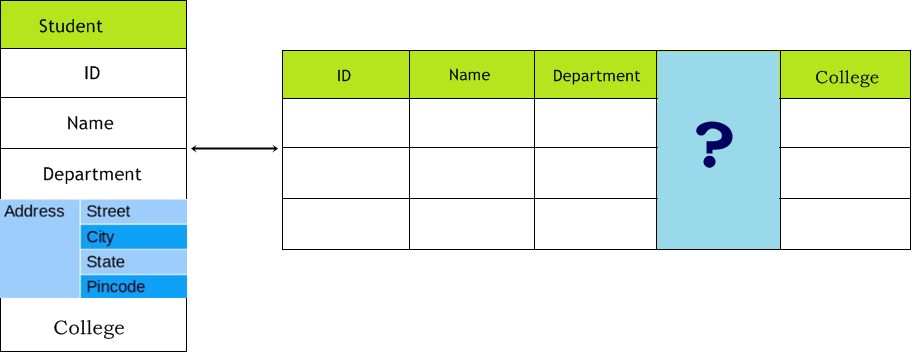 Student
ID
Name
Department
Address
Street
City
State
Pincode
College
ID Name Department ? College